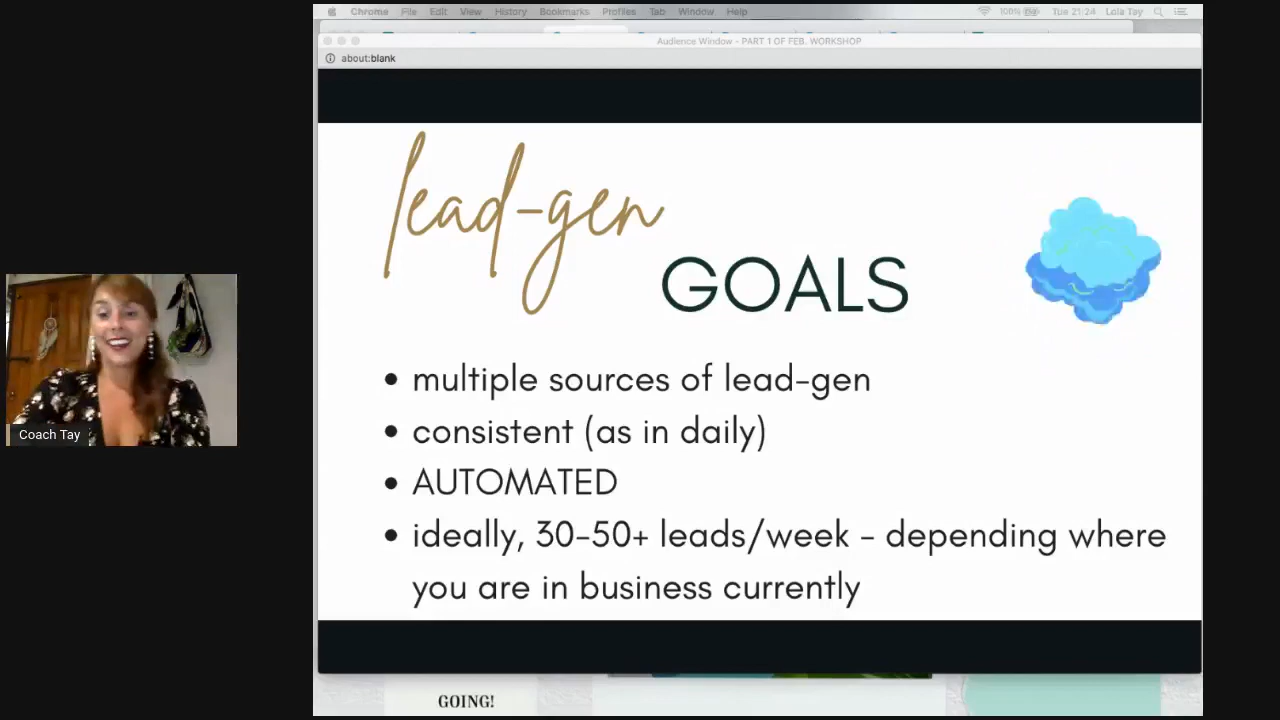 Chrome File Edit View History Bookmarks Profiles Tab Window Help 100% Tue 21:24 Lola Tay
Audience Window - PART 1 OF FEB. WORKSHOP
about:blank
lead-gen
GOALS
• multiple sources of lead-gen
• consistent (as in daily)
• AUTOMATED
• ideally, 30-50+ leads/week - depending where
you are in business currently
Coach Tay
GOING!